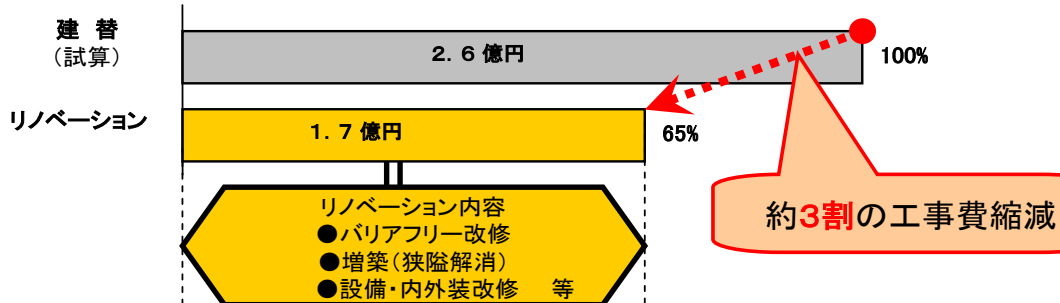 建 替
(試算)
2.6億円
100%
リノベーション
1.7億円
65%
リノベーション内容
●バリアフリー改修
●増築(狭隘解消)
●設備・内外装改修 等
約3割の工事費縮減